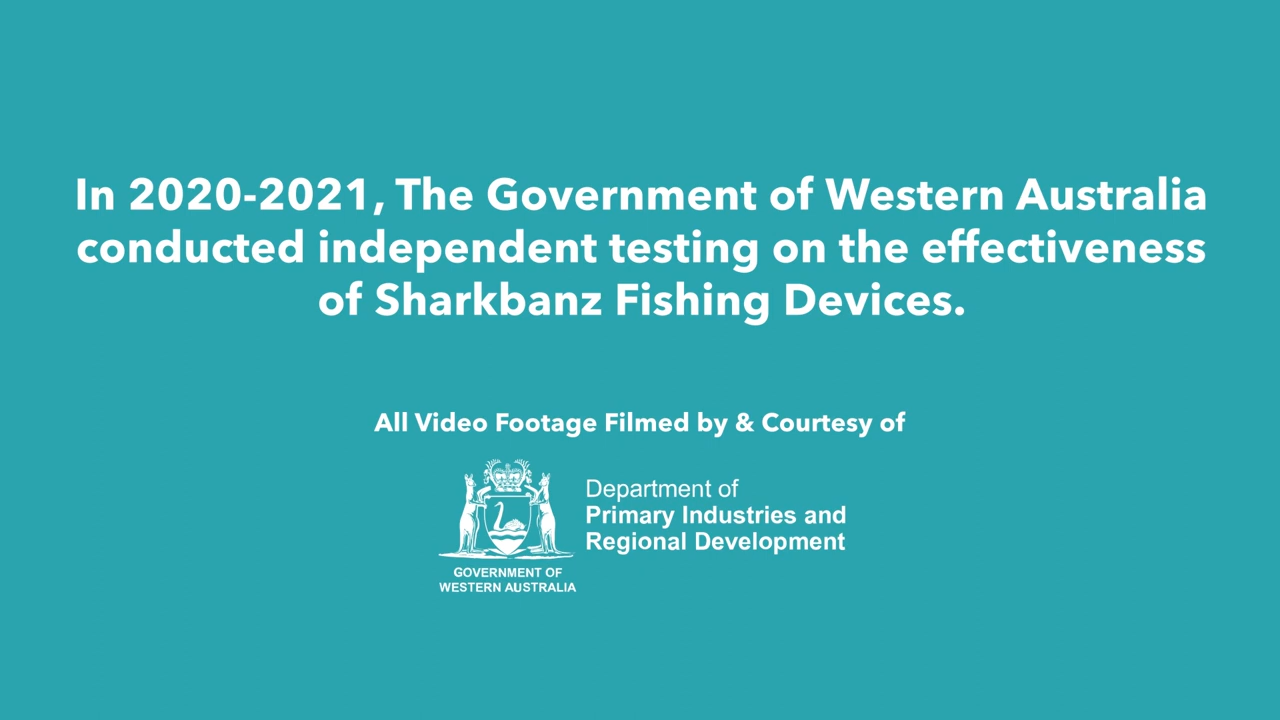 In 2020-2021, The Government of Western Australia
conducted independent testing on the effectiveness
of Sharkbanz Fishing Devices.
All Video Footage Filmed by & Courtesy of
Department of
Primary Industries and
Regional Development
GOVERNMENT OF
WESTERN AUSTRALIA